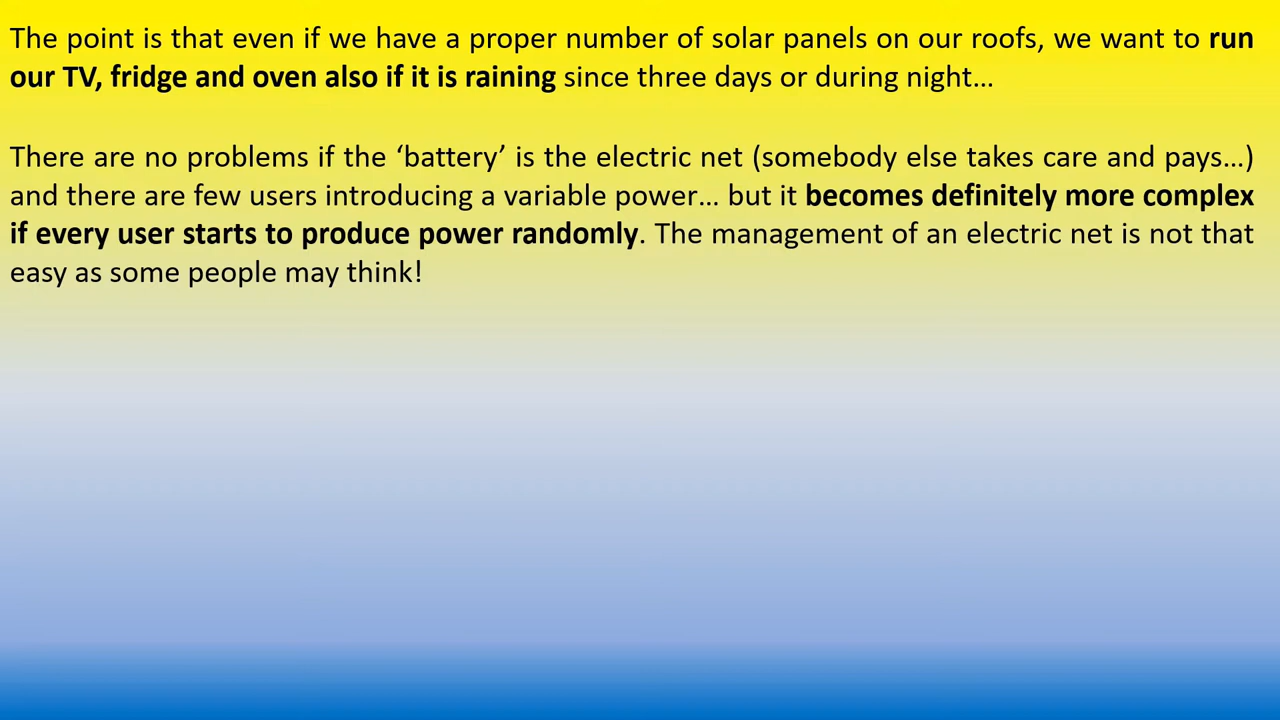 The point is that even if we have a proper number of solar panels on our roofs, we want to run
our TV, fridge and oven also if it is raining since three days or during night…
There are no problems if the ‘battery’ is the electric net (somebody else takes care and pays…)
and there are few users introducing a variable power… but it becomes definitely more complex
if every user starts to produce power randomly. The management of an electric net is not that
easy as some people may think!